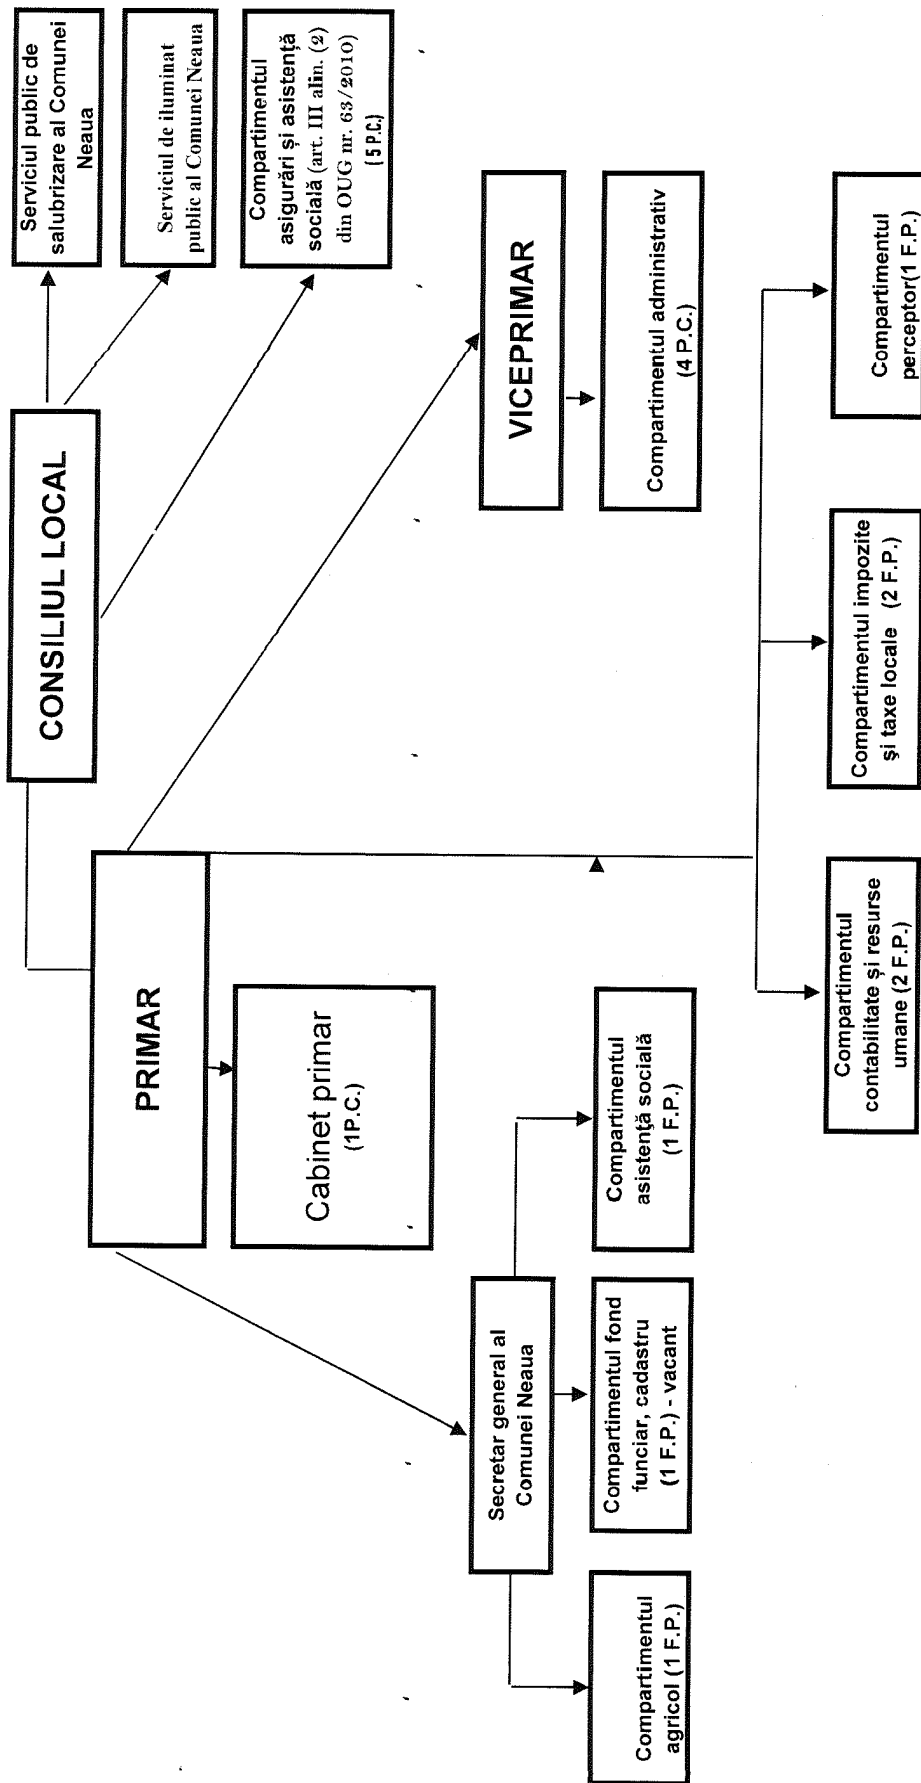 CONSILIUL LOCAL
Serviciul public de
salubrizare al Comunei
Neaua
Serviciul de iluminat
public al Comunei Neaua
Compartimentul
asigurări și asistență
socială (art. III alin. (2)
din OUG nr. 63/2010)
(5 P.C.)
PRIMAR
Cabinet primar
(1P.C.)
VICEPRIMAR
Compartimentul administrativ
(4 P.C.)
Secretar general al
Comunei Neaua
Compartimentul
agricol (1 F.P.)
Compartimentul fond
funciar, cadastru
(1 F.P.) - vacant
Compartimentul
asistenţă socială
(1 F.P.)
Compartimentul
contabilitate și resurse
umane (2 F.P.)
Compartimentul impozite
și taxe locale (2 F.P.)
Compartimentul
perceptor(1 F.P.)